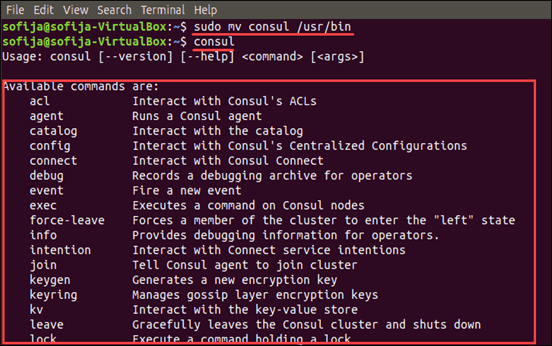 File Edit View Search Terminal Help
sofija@sofija-VirtualBox:~$ sudo mv consul /usr/bin
sofija@sofija-VirtualBox:~$ consul
Usage: consul [--version] [--help] <command> [<args>]
Available commands are:
acl Interact with Consul's ACLs
agent Runs a Consul agent
catalog Interact with the catalog
config Interact with Consul's Centralized Configurations
connect Interact with Consul Connect
debug Records a debugging archive for operators
event Fire a new event
exec Executes a command on Consul nodes
force-leave Forces a member of the cluster to enter the "left" state
info Provides debugging information for operators.
intention Interact with Connect service intentions
join Tell Consul agent to join cluster
keygen Generates a new encryption key
keyring Manages gossip layer encryption keys
kv Interact with the key-value store
leave Gracefully leaves the Consul cluster and shuts down
lock Execute a command holding a lock